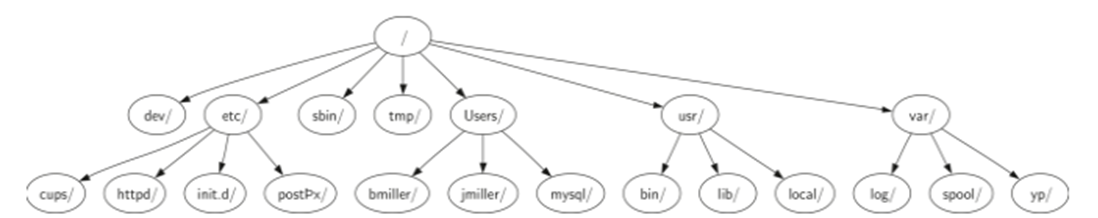 /
dev/ etc/ sbin/ tmp/ Users/ usr/ var/
cups/ httpd/ init.d/ postÞx/ bmiller/ jmiller/ mysql/ bin/ lib/ local/ log/ spool/ yp/